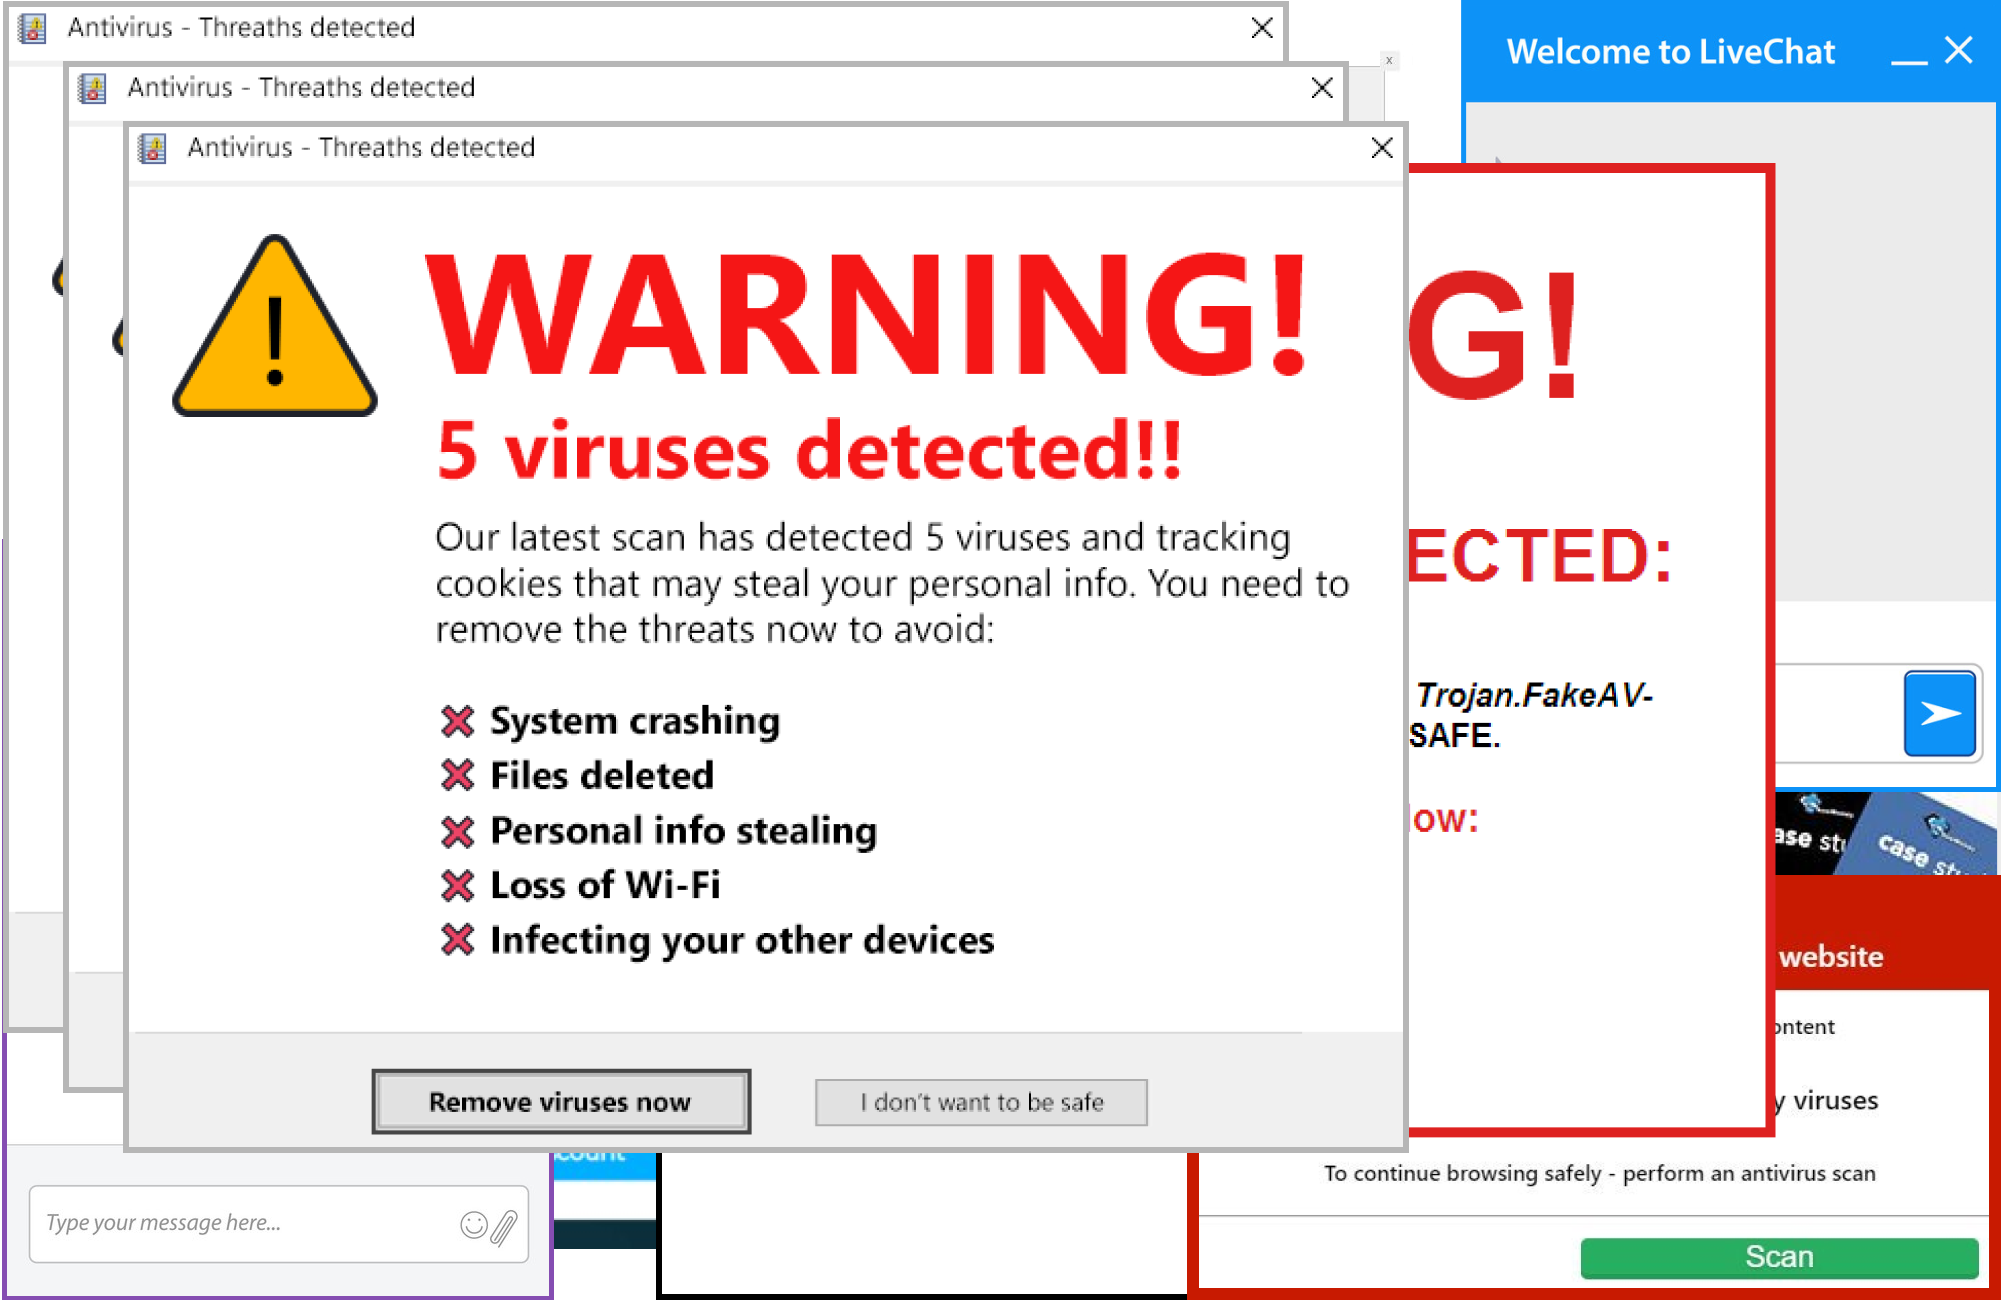 Antivirus - Threaths detected
Antivirus - Threaths detected
Antivirus - Threaths detected
x
Welcome to LiveChat
WARNING!
5 viruses detected!!
Our latest scan has detected 5 viruses and tracking
cookies that may steal your personal info. You need to
remove the threats now to avoid:
System crashing
Files deleted
Personal info stealing
Loss of Wi-Fi
Infecting your other devices
Remove viruses now
I don't want to be safe
G!
ECTED:
Trojan.FakeAV-
SAFE.
ow:
ase stu
case stu
website
ontent
y viruses
To continue browsing safely - perform an antivirus scan
Scan
count
Type your message here...